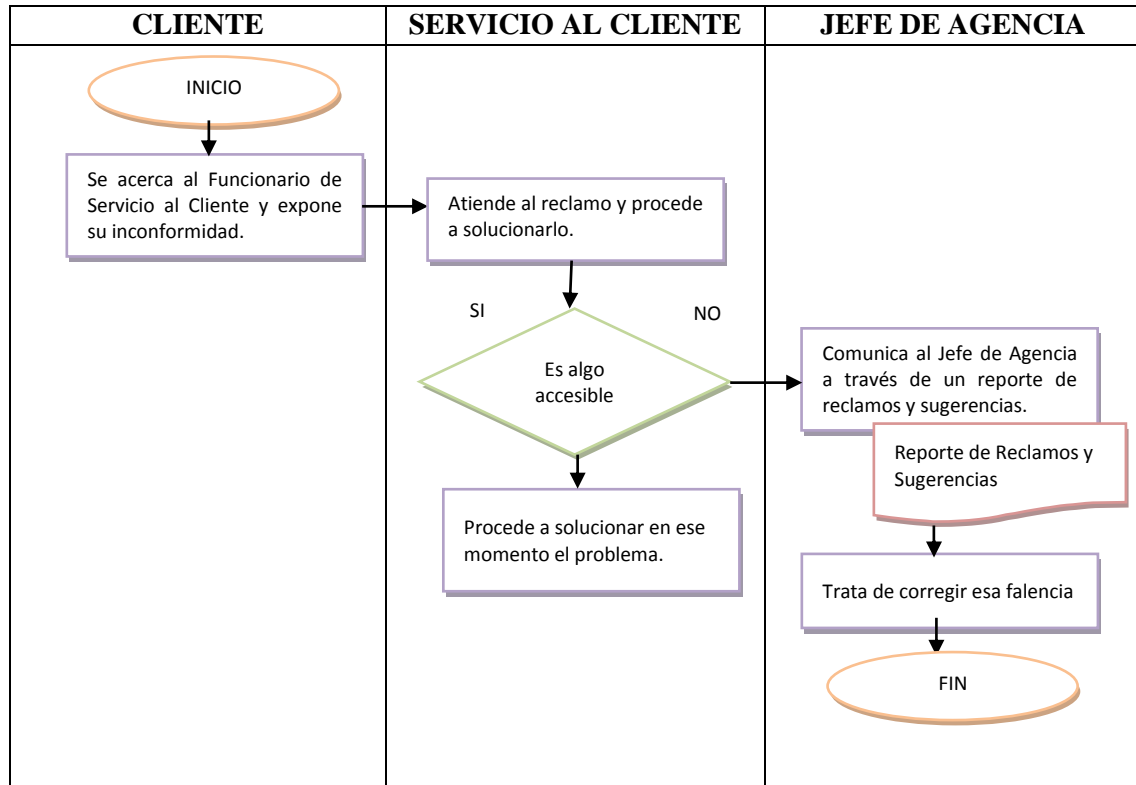 CLIENTE
SERVICIO AL CLIENTE
JEFE DE AGENCIA
INICIO
Se acerca al Funcionario de
Servicio al Cliente y expone
su inconformidad.
Atiende al reclamo y procede
a solucionarlo.
SI
NO
Es algo
accesible
Comunica al Jefe de Agencia
a través de un reporte de
reclamos y sugerencias.
Reporte de Reclamos y
Sugerencias
Procede a solucionar en ese
momento el problema.
Trata de corregir esa falencia
FIN